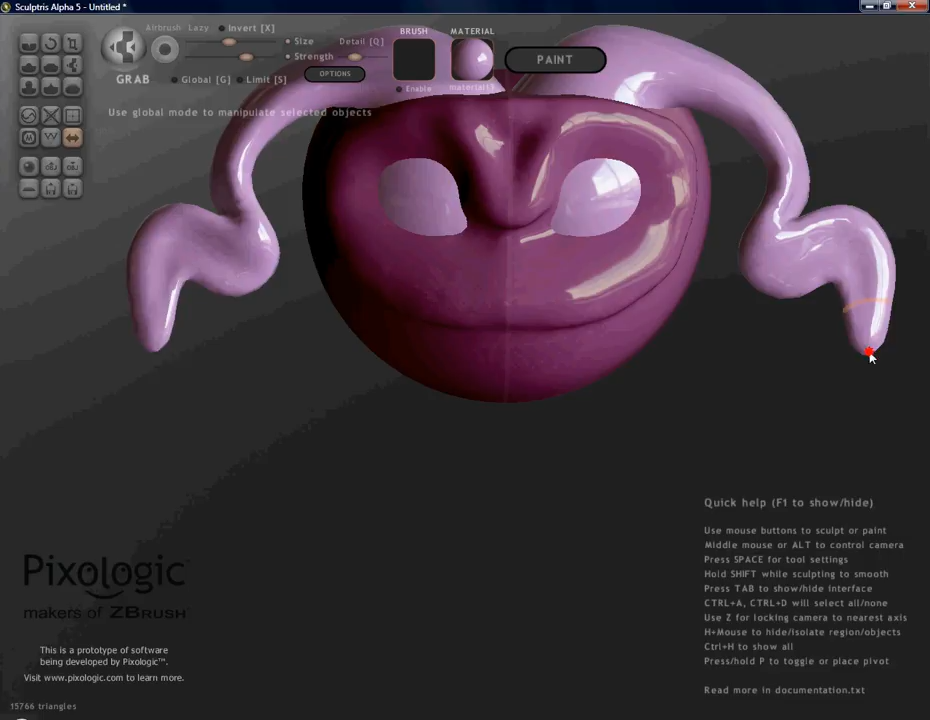 Sculptris Alpha 5 - Untitled *
Airbrush Lazy Invert [X]
BRUSH MATERIAL
Size Detail [Q]
Strength
PAINT
OPTIONS
GRAB Global [G] Limit [S]
Enable
Use global mode to manipulate selected objects
Quick help (F1 to show/hide)
Use mouse buttons to sculpt or paint
Middle mouse or ALT to control camera
Press SPACE for tool settings
Hold SHIFT while sculpting to smooth
Press TAB to show/hide interface
CTRL+A, CTRL+D will select all/none
Use Z for locking camera to nearest axis
H+Mouse to hide/isolate region/objects
Ctrl+H to show all
Press/hold P to toggle or place pivot
Read more in documentation.txt
Pixologic™
makers of ZBRUSH
This is a prototype of software
being developed by Pixologic™.
Visit www.pixologic.com to learn more.
15766 triangles